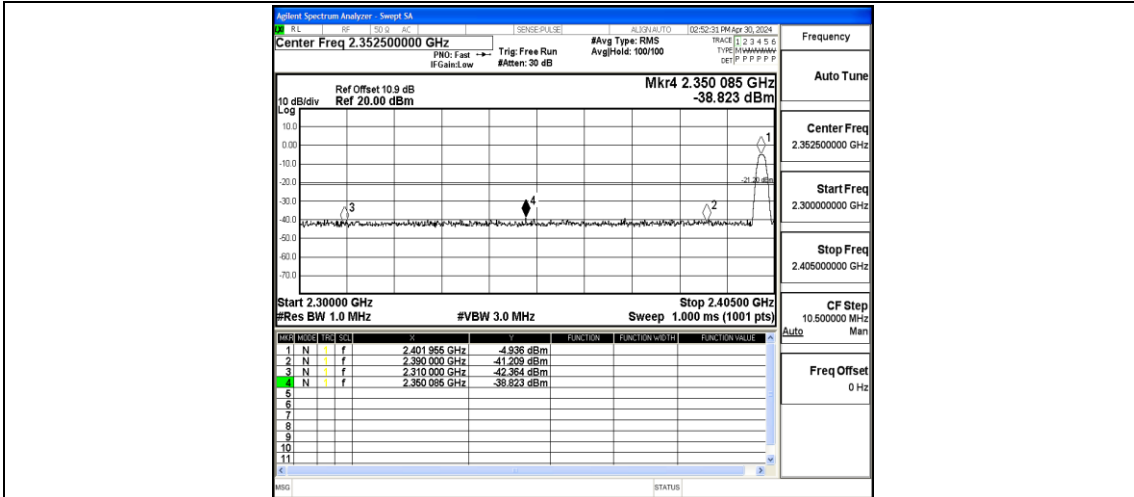 Agilent Spectrum Analyzer - Swept SA
RL RF 50 Ω AC SENSE:PULSE ALIGN AUTO 02:52:31 PM Apr 30, 2024
Center Freq 2.352500000 GHz
PNO: Fast
IFGain:Low
Trig: Free Run
#Atten: 30 dB
#Avg Type: RMS
Avg|Hold: 100/100
TRACE 1 2 3 4 5 6
TYPE M
DET P P P P P P
Frequency
Mkr4 2.350 085 GHz
-38.823 dBm
Ref Offset 10.9 dB
10 dB/div Ref 20.00 dBm
Log
10.0
0.00
-10.0
-20.0
-30.0
-40.0
-50.0
-60.0
-70.0
1
-21.20 dBm
3
4
2
Start 2.30000 GHz Stop 2.40500 GHz
#Res BW 1.0 MHz #VBW 3.0 MHz Sweep 1.000 ms (1001 pts)
MKR MODE TRC SCL X Y FUNCTION FUNCTION WIDTH FUNCTION VALUE
1 N 1 f 2.401 955 GHz -4.936 dBm
2 N 1 f 2.390 000 GHz -41.209 dBm
3 N 1 f 2.310 000 GHz -42.364 dBm
4 N 1 f 2.350 085 GHz -38.823 dBm
5
6
7
8
9
10
11
MSG STATUS
Auto Tune
Center Freq
2.352500000 GHz
Start Freq
2.300000000 GHz
Stop Freq
2.405000000 GHz
CF Step
10.500000 MHz
Auto Man
Freq Offset
0 Hz